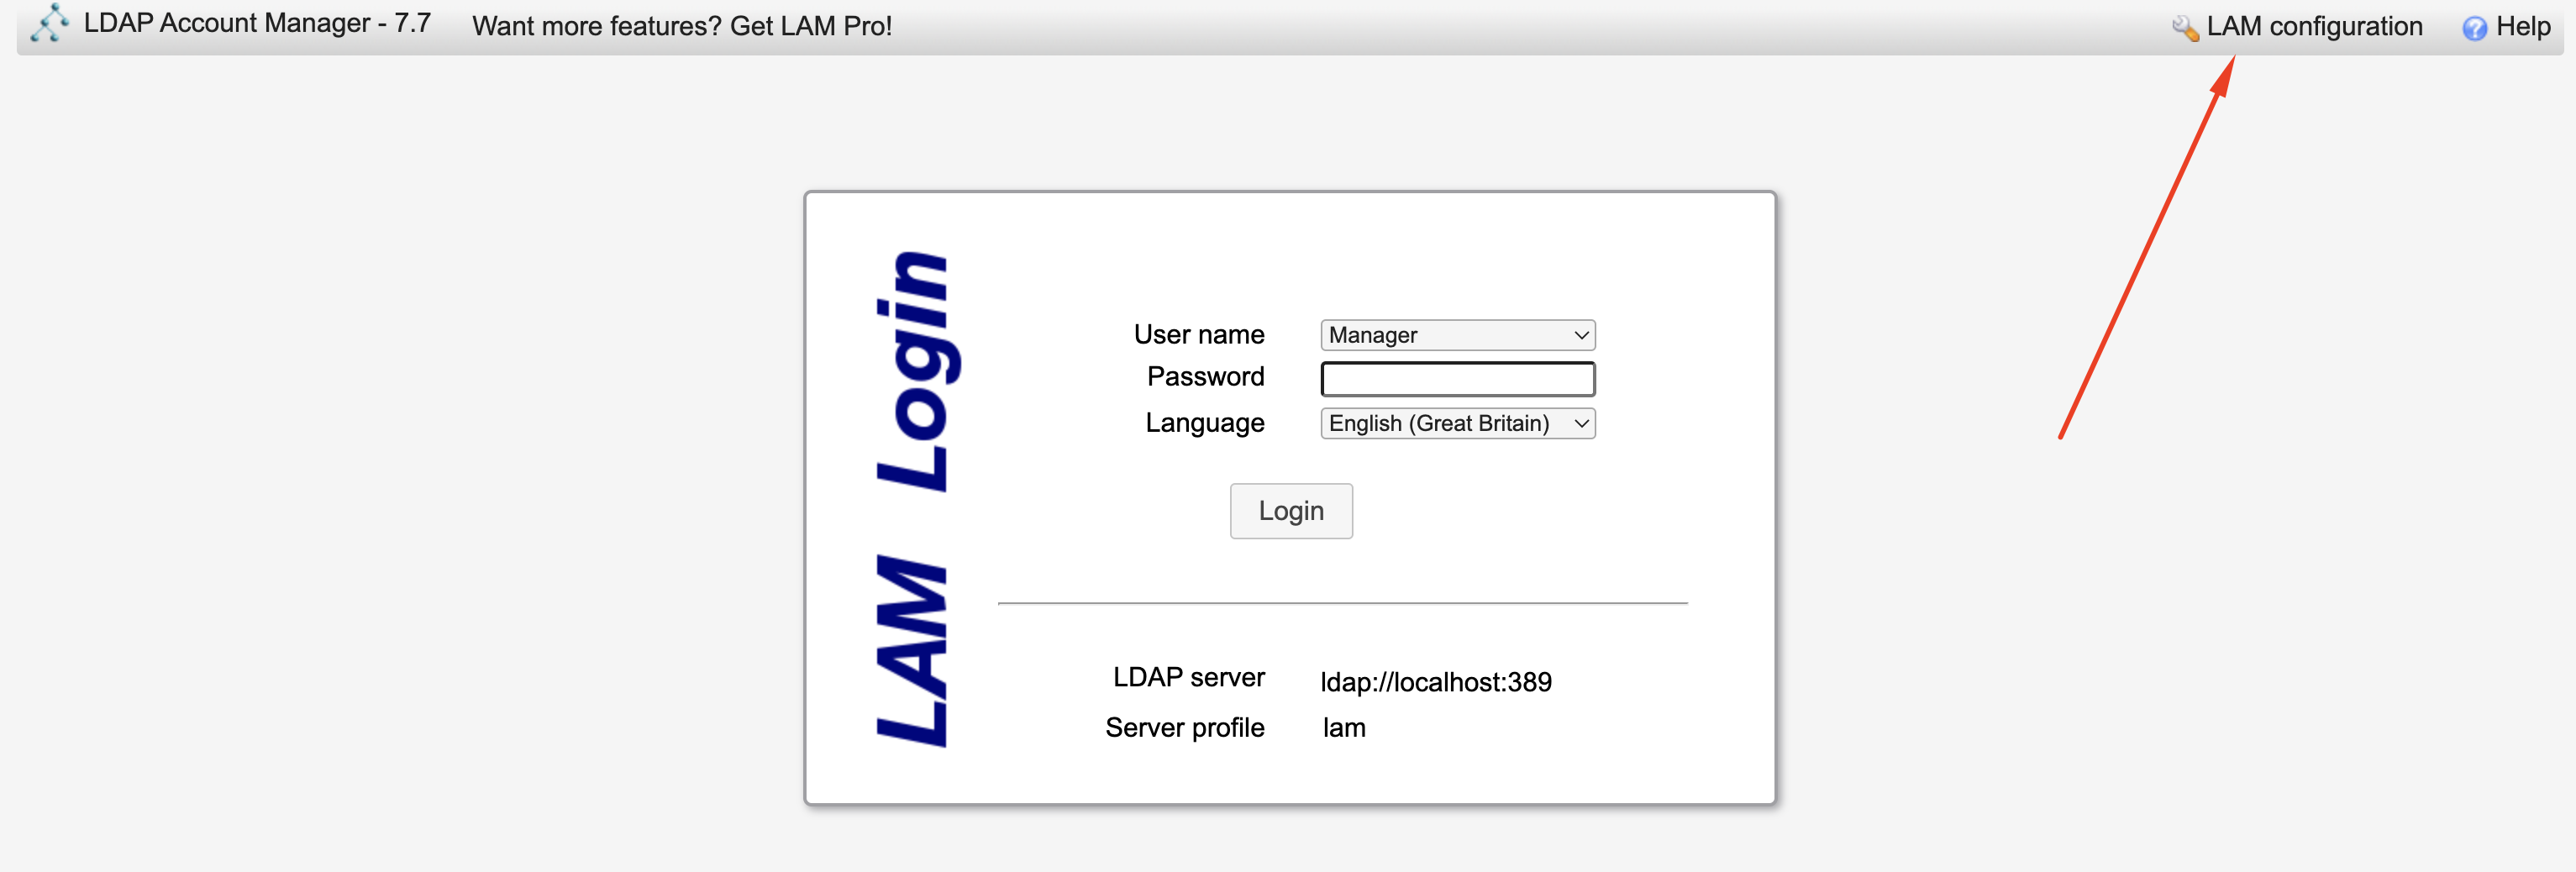 LDAP Account Manager - 7.7 Want more features? Get LAM Pro! LAM configuration Help
LAM Login
User name Manager
Password
Language English (Great Britain)
Login
LDAP server ldap://localhost:389
Server profile lam